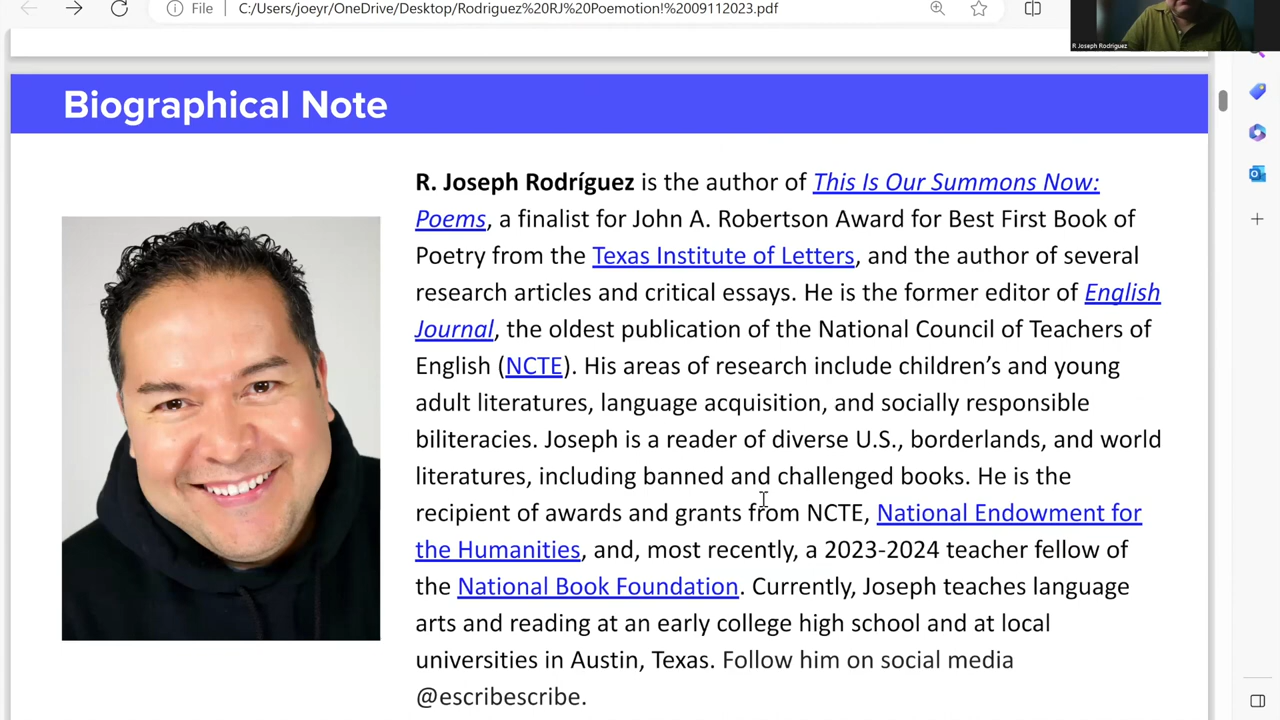 File
C:/Users/joeyr/OneDrive/Desktop/Rodriguez%20RJ%20Poemotion!%2009112023.pdf
R Joseph Rodríguez
Biographical Note
R. Joseph Rodríguez is the author of This Is Our Summons Now:
Poems, a finalist for John A. Robertson Award for Best First Book of
Poetry from the Texas Institute of Letters, and the author of several
research articles and critical essays. He is the former editor of English
Journal, the oldest publication of the National Council of Teachers of
English (NCTE). His areas of research include children’s and young
adult literatures, language acquisition, and socially responsible
biliteracies. Joseph is a reader of diverse U.S., borderlands, and world
literatures, including banned and challenged books. He is the
recipient of awards and grants from NCTE, National Endowment for
the Humanities, and, most recently, a 2023-2024 teacher fellow of
the National Book Foundation. Currently, Joseph teaches language
arts and reading at an early college high school and at local
universities in Austin, Texas. Follow him on social media
@escribescribe.